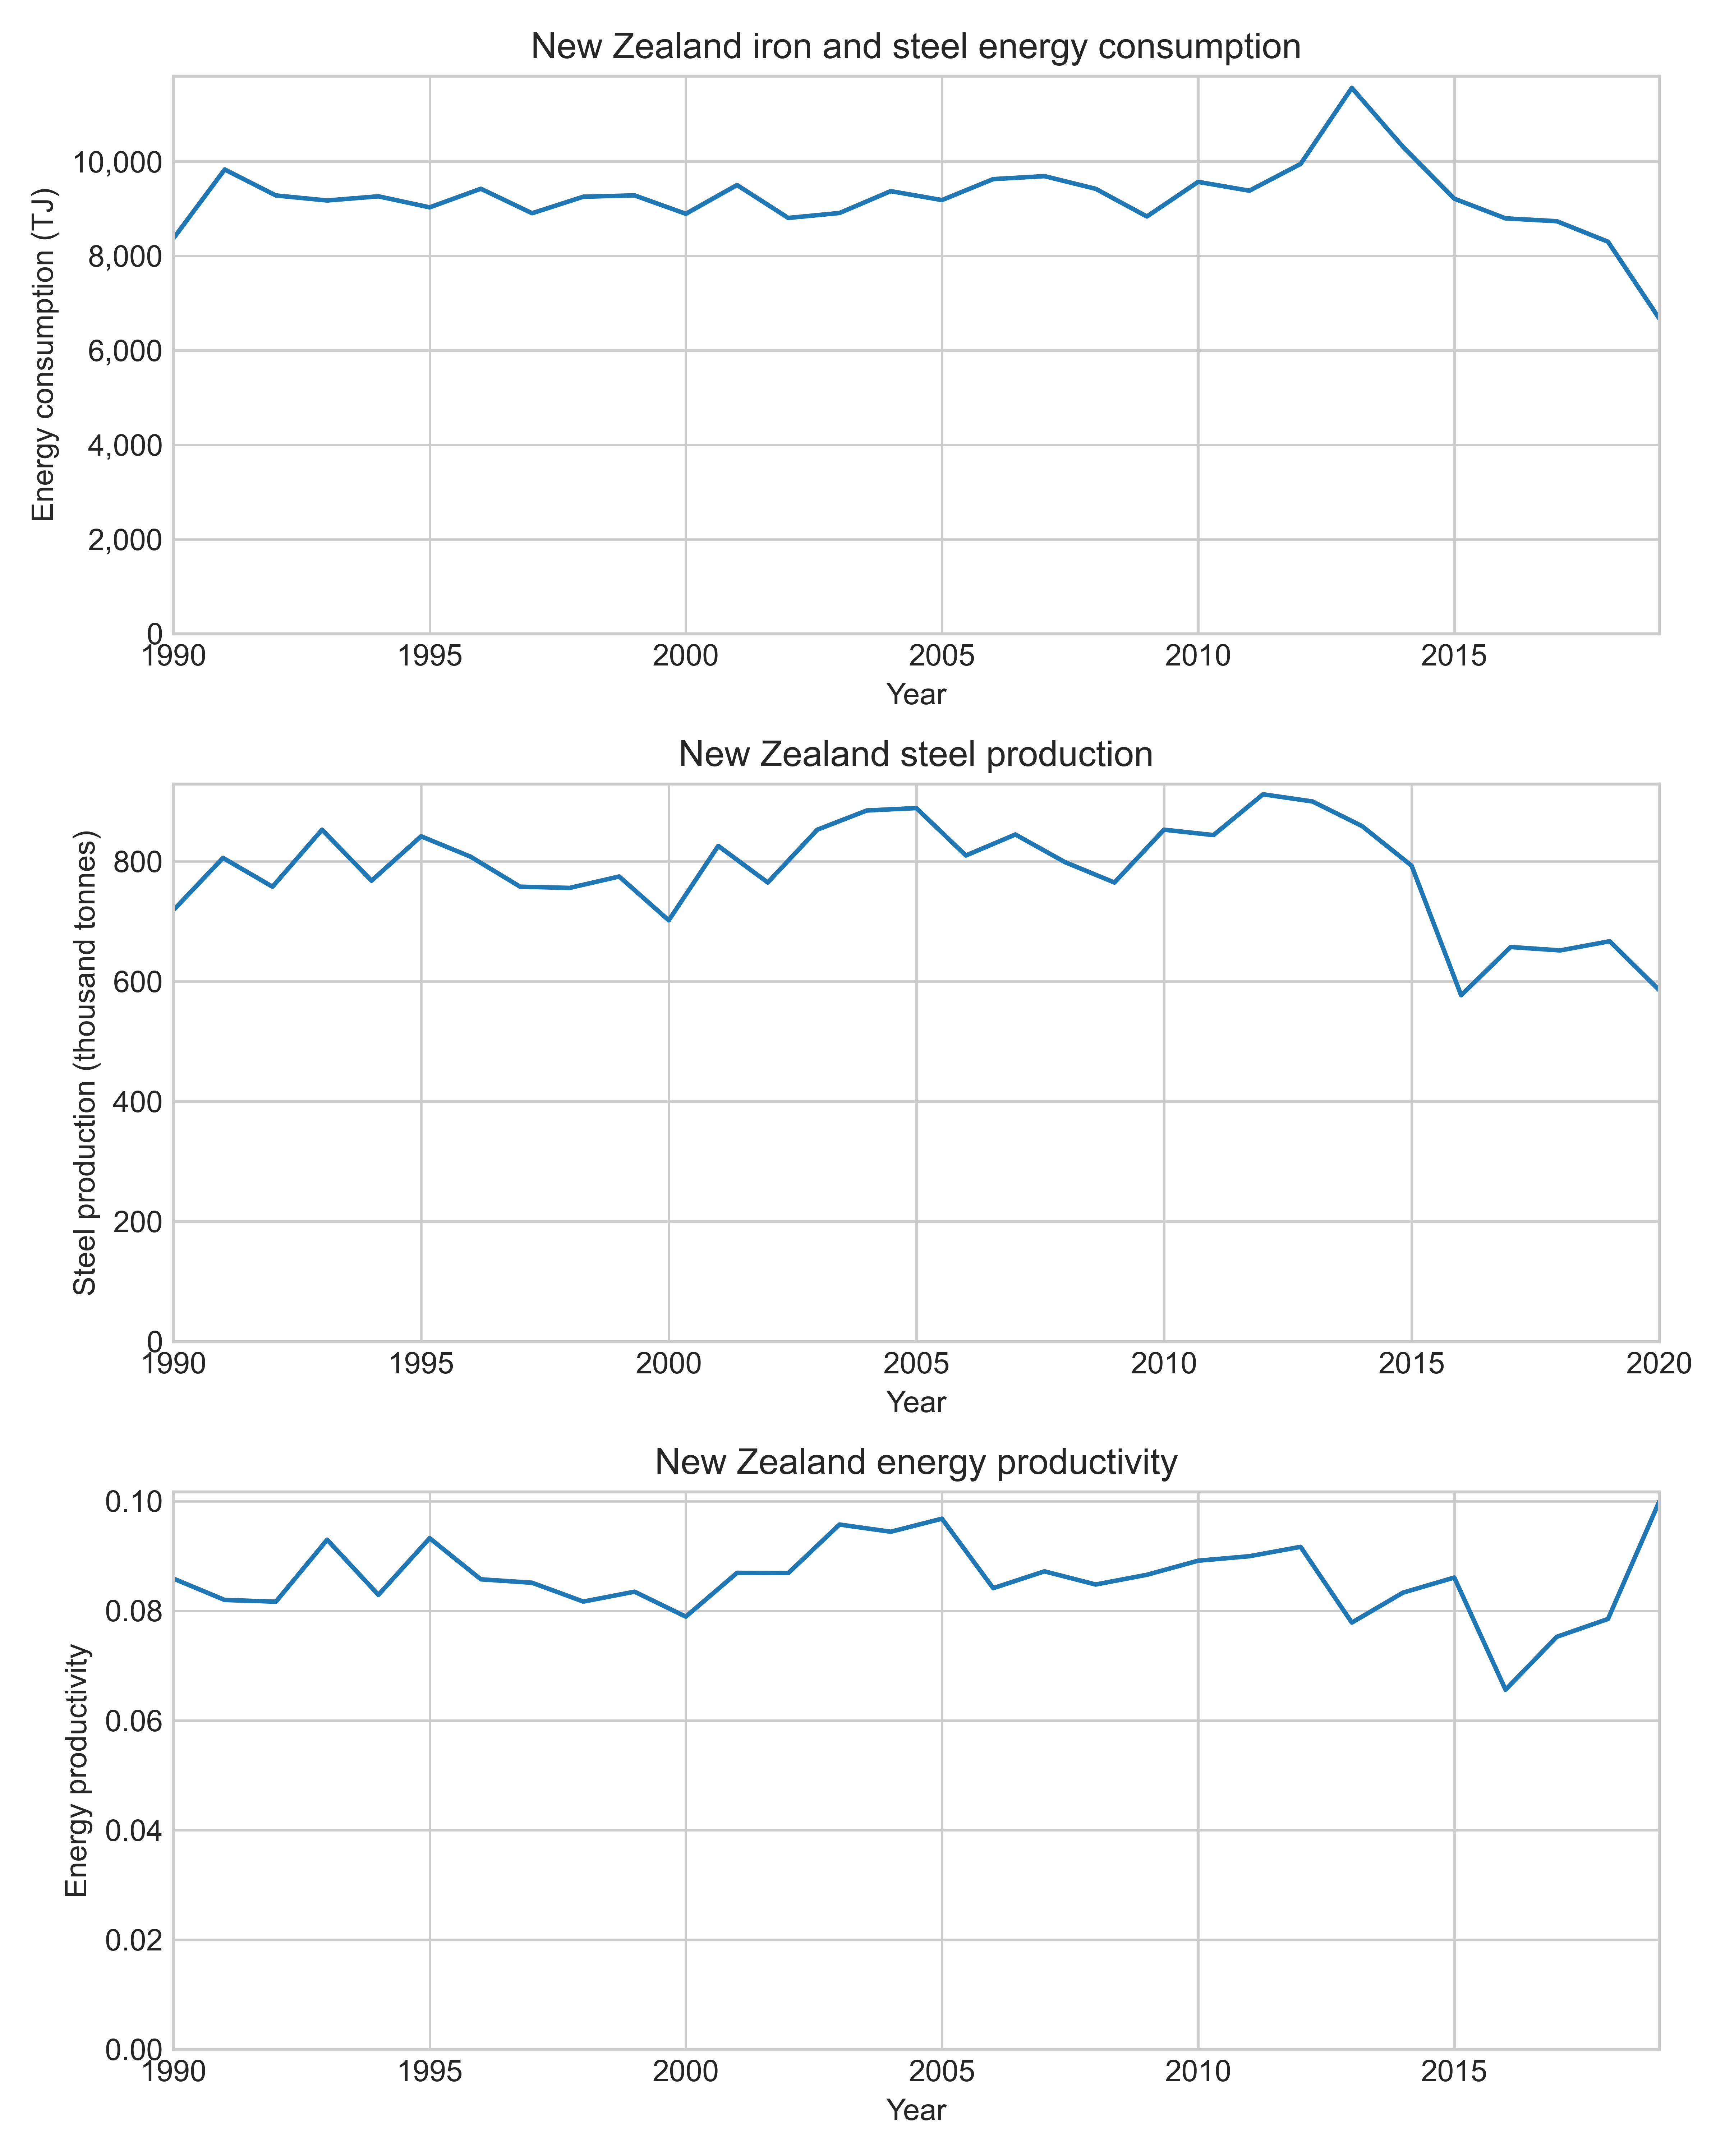 New Zealand iron and steel energy consumption
Energy consumption (TJ)
10,000
8,000
6,000
4,000
2,000
0
1990 1995 2000 2005 2010 2015
Year
New Zealand steel production
Steel production (thousand tonnes)
800
600
400
200
0
1990 1995 2000 2005 2010 2015 2020
Year
New Zealand energy productivity
Energy productivity
0.10
0.08
0.06
0.04
0.02
0.00
1990 1995 2000 2005 2010 2015
Year